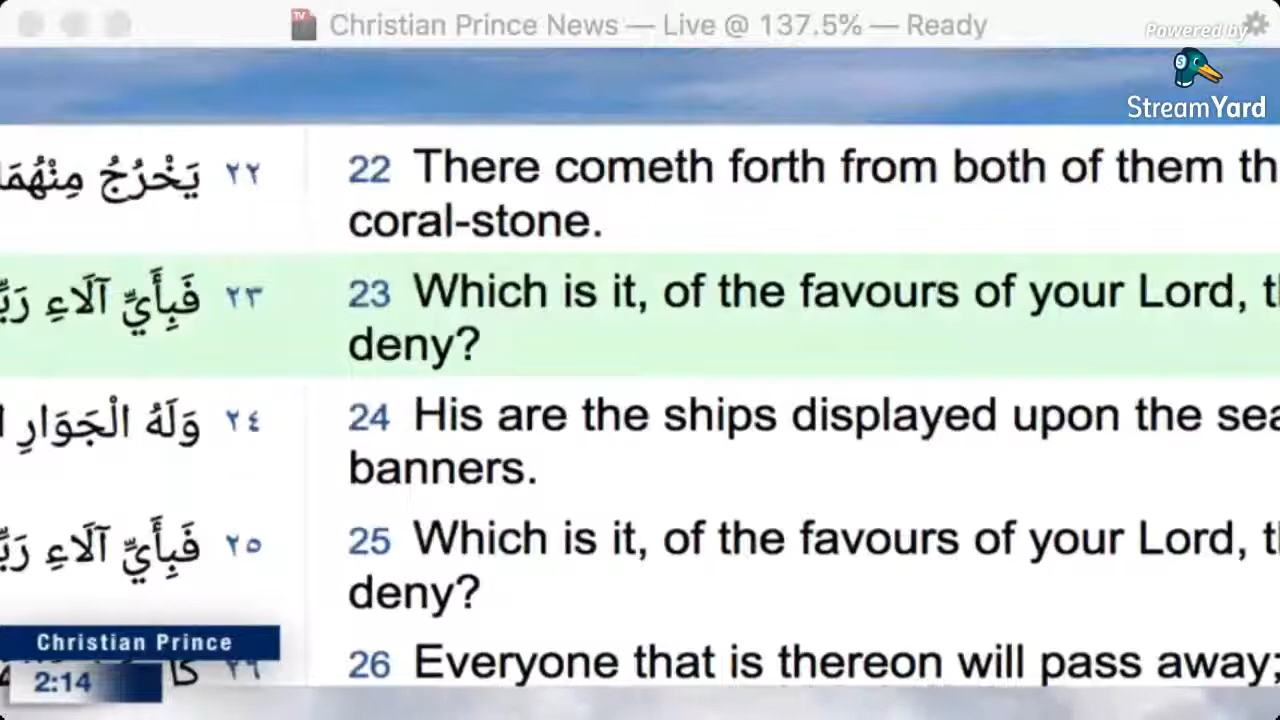 Christian Prince News — Live @ 137.5% — Ready
Powered by
StreamYard
يَخْرُجُ مِنْهُمَا ٢٢
22 There cometh forth from both of them th
coral-stone.
فَبِأَيِّ آلَاءِ ٢٣
23 Which is it, of the favours of your Lord, t
deny?
وَلَهُ الْجَوَارِ ٢٤
24 His are the ships displayed upon the sea
banners.
فَبِأَيِّ آلَاءِ ٢٥
25 Which is it, of the favours of your Lord, t
deny?
Christian Prince
26 Everyone that is thereon will pass away;
2:14